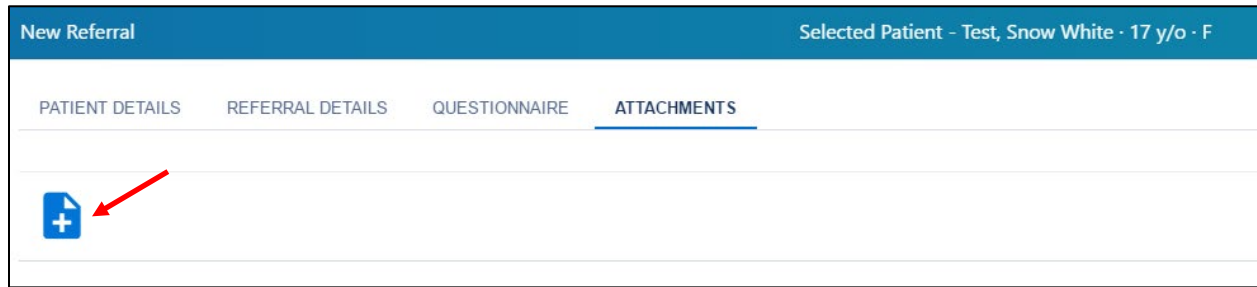 New Referral Selected Patient - Test, Snow White · 17 y/o · F
PATIENT DETAILS REFERRAL DETAILS QUESTIONNAIRE ATTACHMENTS